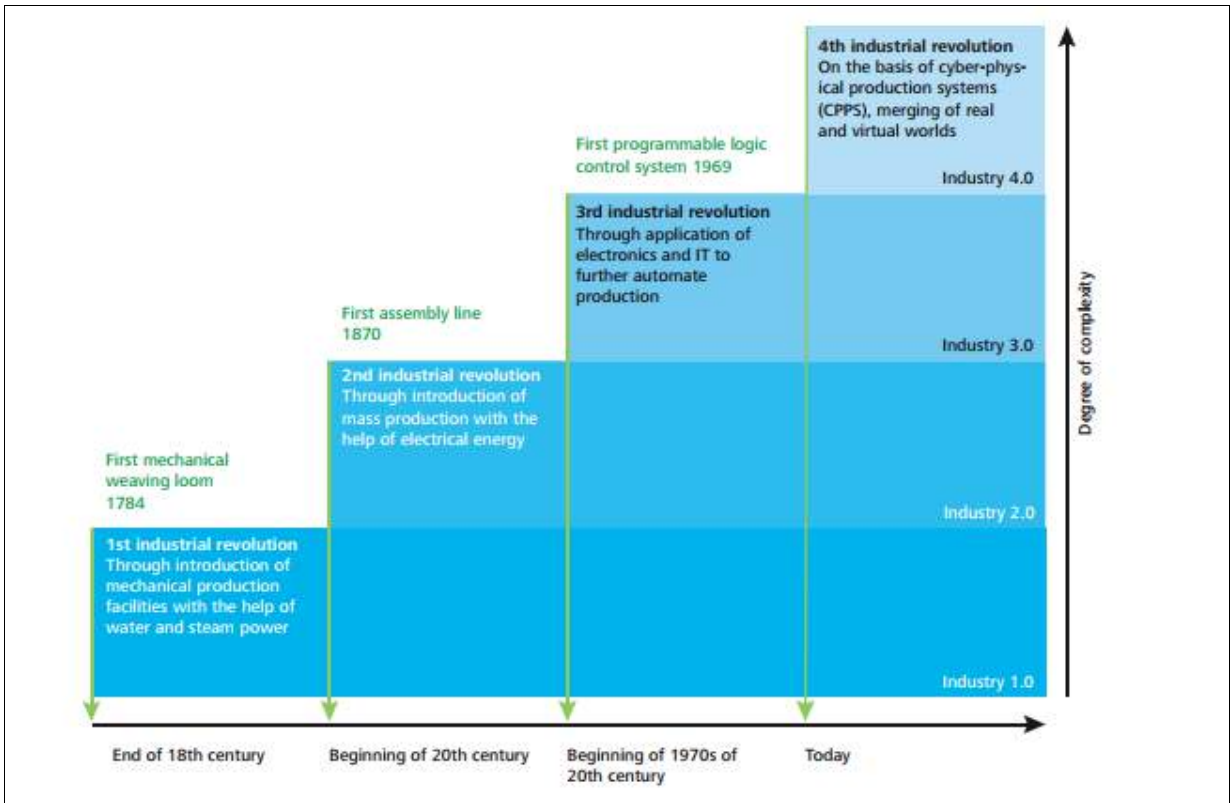 4th industrial revolution
On the basis of cyber-phys-
ical production systems
(CPPS), merging of real
and virtual worlds
Industry 4.0
First programmable logic
control system 1969
3rd industrial revolution
Through application of
electronics and IT to
further automate
production
Industry 3.0
First assembly line
1870
2nd industrial revolution
Through introduction of
mass production with the
help of electrical energy
Industry 2.0
First mechanical
weaving loom
1784
1st industrial revolution
Through introduction of
mechanical production
facilities with the help of
water and steam power
Industry 1.0
Degree of complexity
End of 18th century
Beginning of 20th century
Beginning of 1970s of
20th century
Today